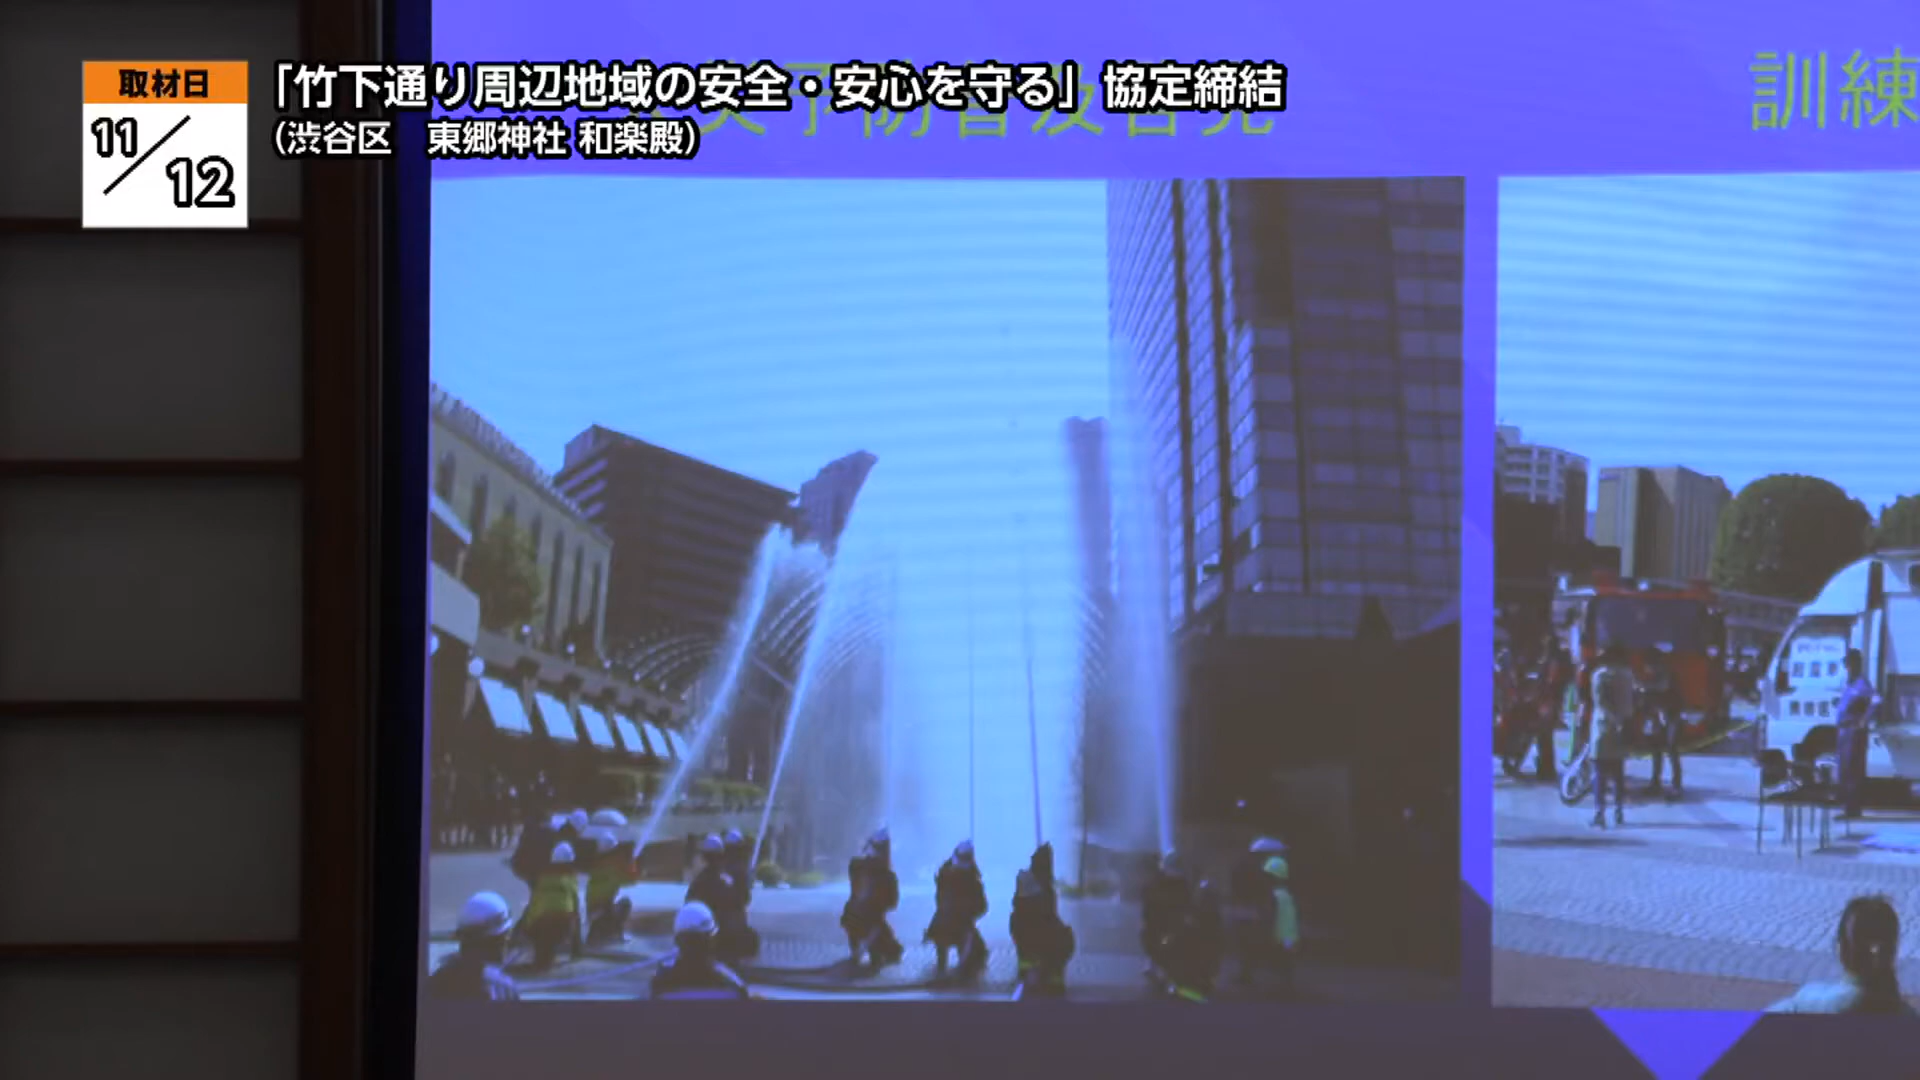 取材日
11/12
「竹下通り周辺地域の安全・安心を守る」協定締結
(渋谷区 東郷神社 和楽殿)
訓練